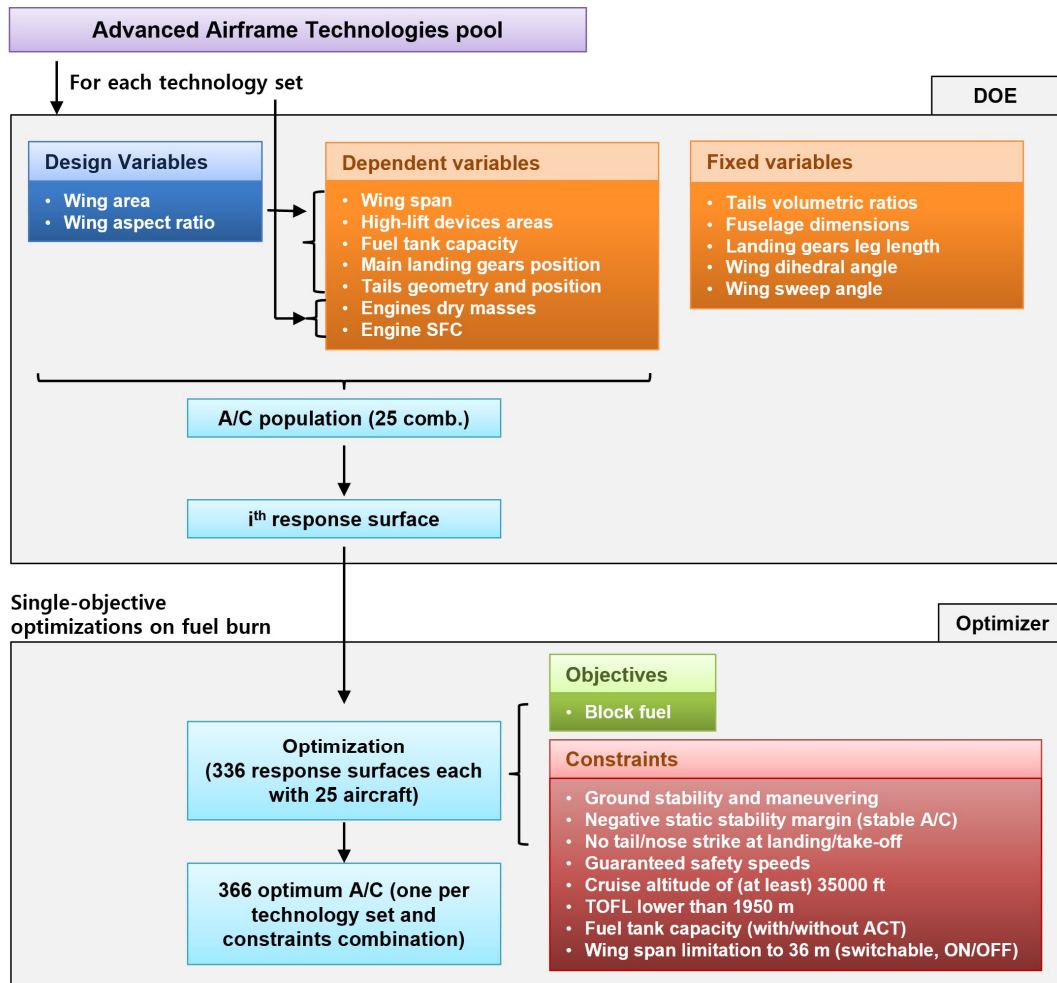 Advanced Airframe Technologies pool
For each technology set
DOE
Design Variables
• Wing area
• Wing aspect ratio
Dependent variables
• Wing span
• High-lift devices areas
• Fuel tank capacity
• Main landing gears position
• Tails geometry and position
• Engines dry masses
• Engine SFC
Fixed variables
• Tails volumetric ratios
• Fuselage dimensions
• Landing gears leg length
• Wing dihedral angle
• Wing sweep angle
A/C population (25 comb.)
ith response surface
Single-objective
optimizations on fuel burn
Optimizer
Optimization
(336 response surfaces each
with 25 aircraft)
366 optimum A/C (one per
technology set and
constraints combination)
Objectives
• Block fuel
Constraints
• Ground stability and maneuvering
• Negative static stability margin (stable A/C)
• No tail/nose strike at landing/take-off
• Guaranteed safety speeds
• Cruise altitude of (at least) 35000 ft
• TOFL lower than 1950 m
• Fuel tank capacity (with/without ACT)
• Wing span limitation to 36 m (switchable, ON/OFF)